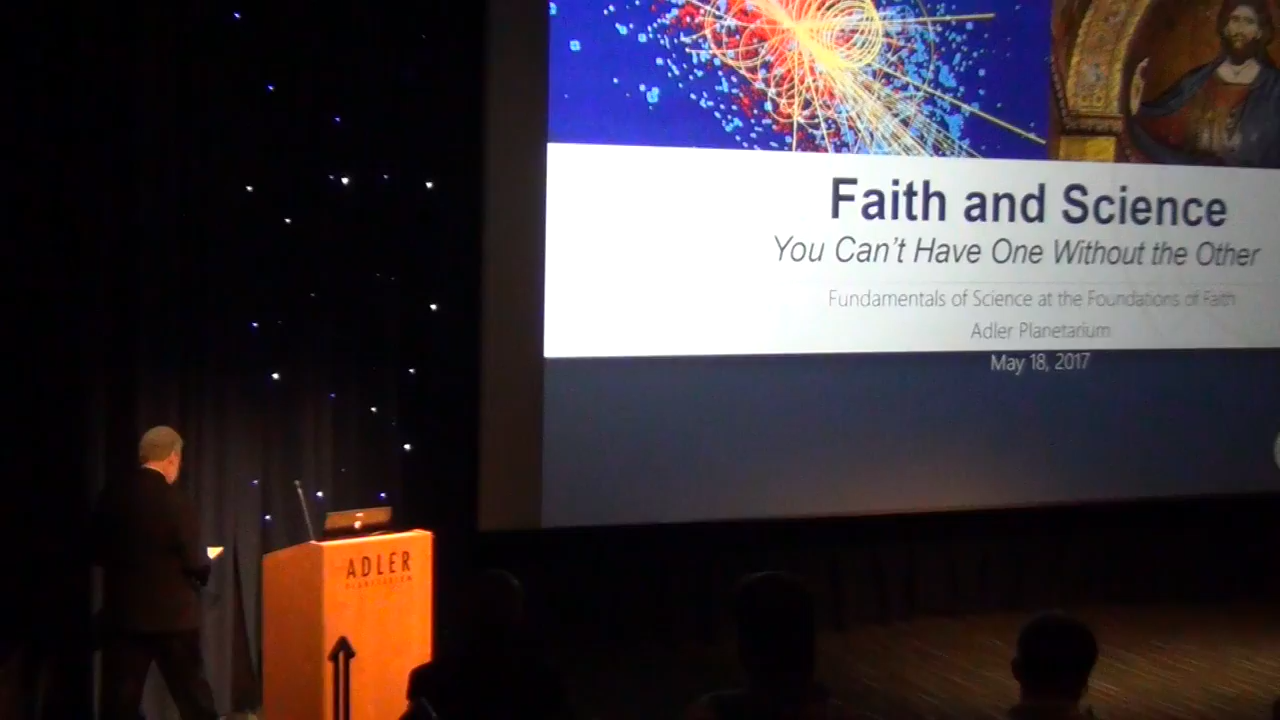 Faith and Science
You Can't Have One Without the Other
Fundamentals of Science at the Foundations of Faith
Adler Planetarium
May 18, 2017
ADLER
PLANETARIUM